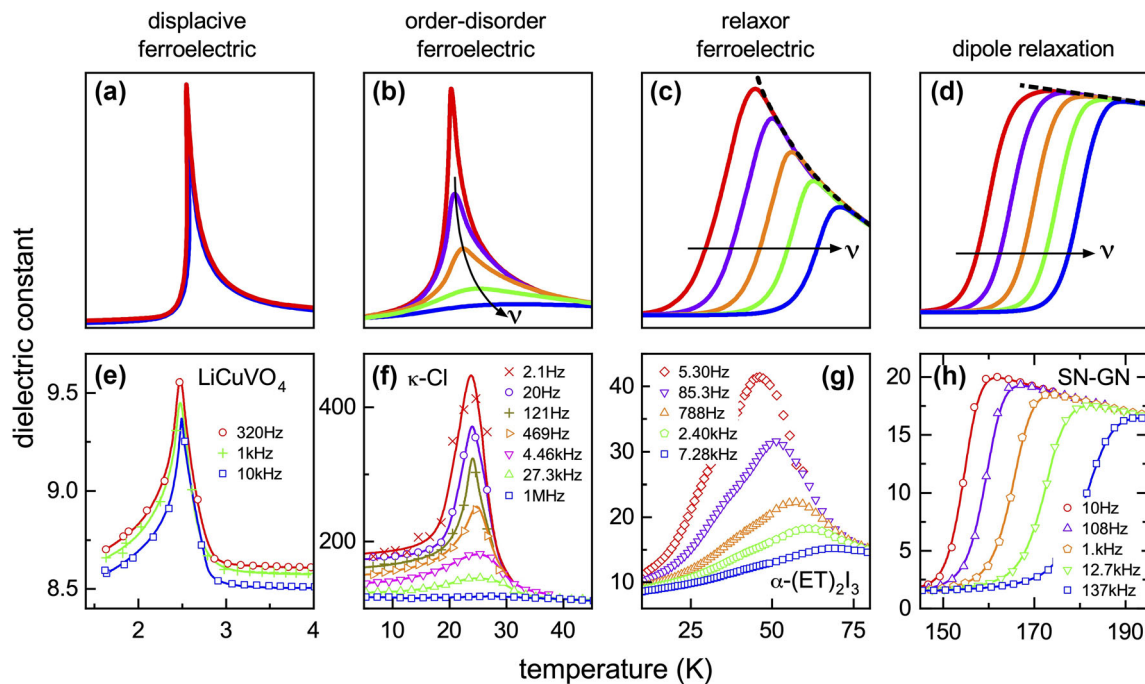 displacive
ferroelectric
order-disorder
ferroelectric
relaxor
ferroelectric
dipole relaxation
(a)
(b)
(c)
(d)
ν
ν
ν
dielectric constant
(e)
LiCuVO4
320Hz
1kHz
10kHz
9.5
9.0
8.5
2
3
4
(f)
κ-Cl
2.1Hz
20Hz
121Hz
469Hz
4.46kHz
27.3kHz
1MHz
400
200
10
20
30
40
(g)
5.30Hz
85.3Hz
788Hz
2.40kHz
7.28kHz
α-(ET)2I3
40
30
20
10
25
50
75
(h)
SN-GN
10Hz
108Hz
1.kHz
12.7kHz
137kHz
20
15
10
5
0
150
170
190
temperature (K)